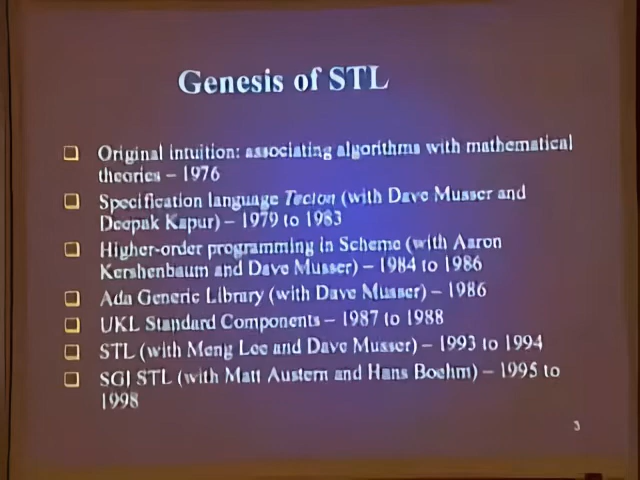 Genesis of STL
Original intuition: associating algorithms with mathematical
theories – 1976
Specification language Tecton (with Dave Musser and
Deepak Kapur) – 1979 to 1983
Higher-order programming in Scheme (with Aaron
Kershenbaum and Dave Musser) – 1984 to 1986
Ada Generic Library (with Dave Musser) – 1986
UKL Standard Components – 1987 to 1988
STL (with Meng Lee and Dave Musser) – 1993 to 1994
SGI STL (with Matt Austern and Hans Boehm) – 1995 to
1998
3